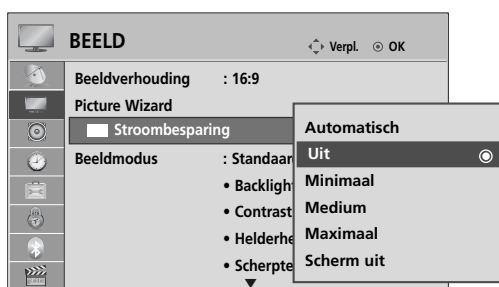 BEELD
Verpl. OK
Beeldverhouding : 16:9
Picture Wizard
Stroombesparing
Beeldmodus : Standaar
• Backligh
• Contrast
• Helderhe
• Scherpte
Automatisch
Uit
Minimaal
Medium
Maximaal
Scherm uit